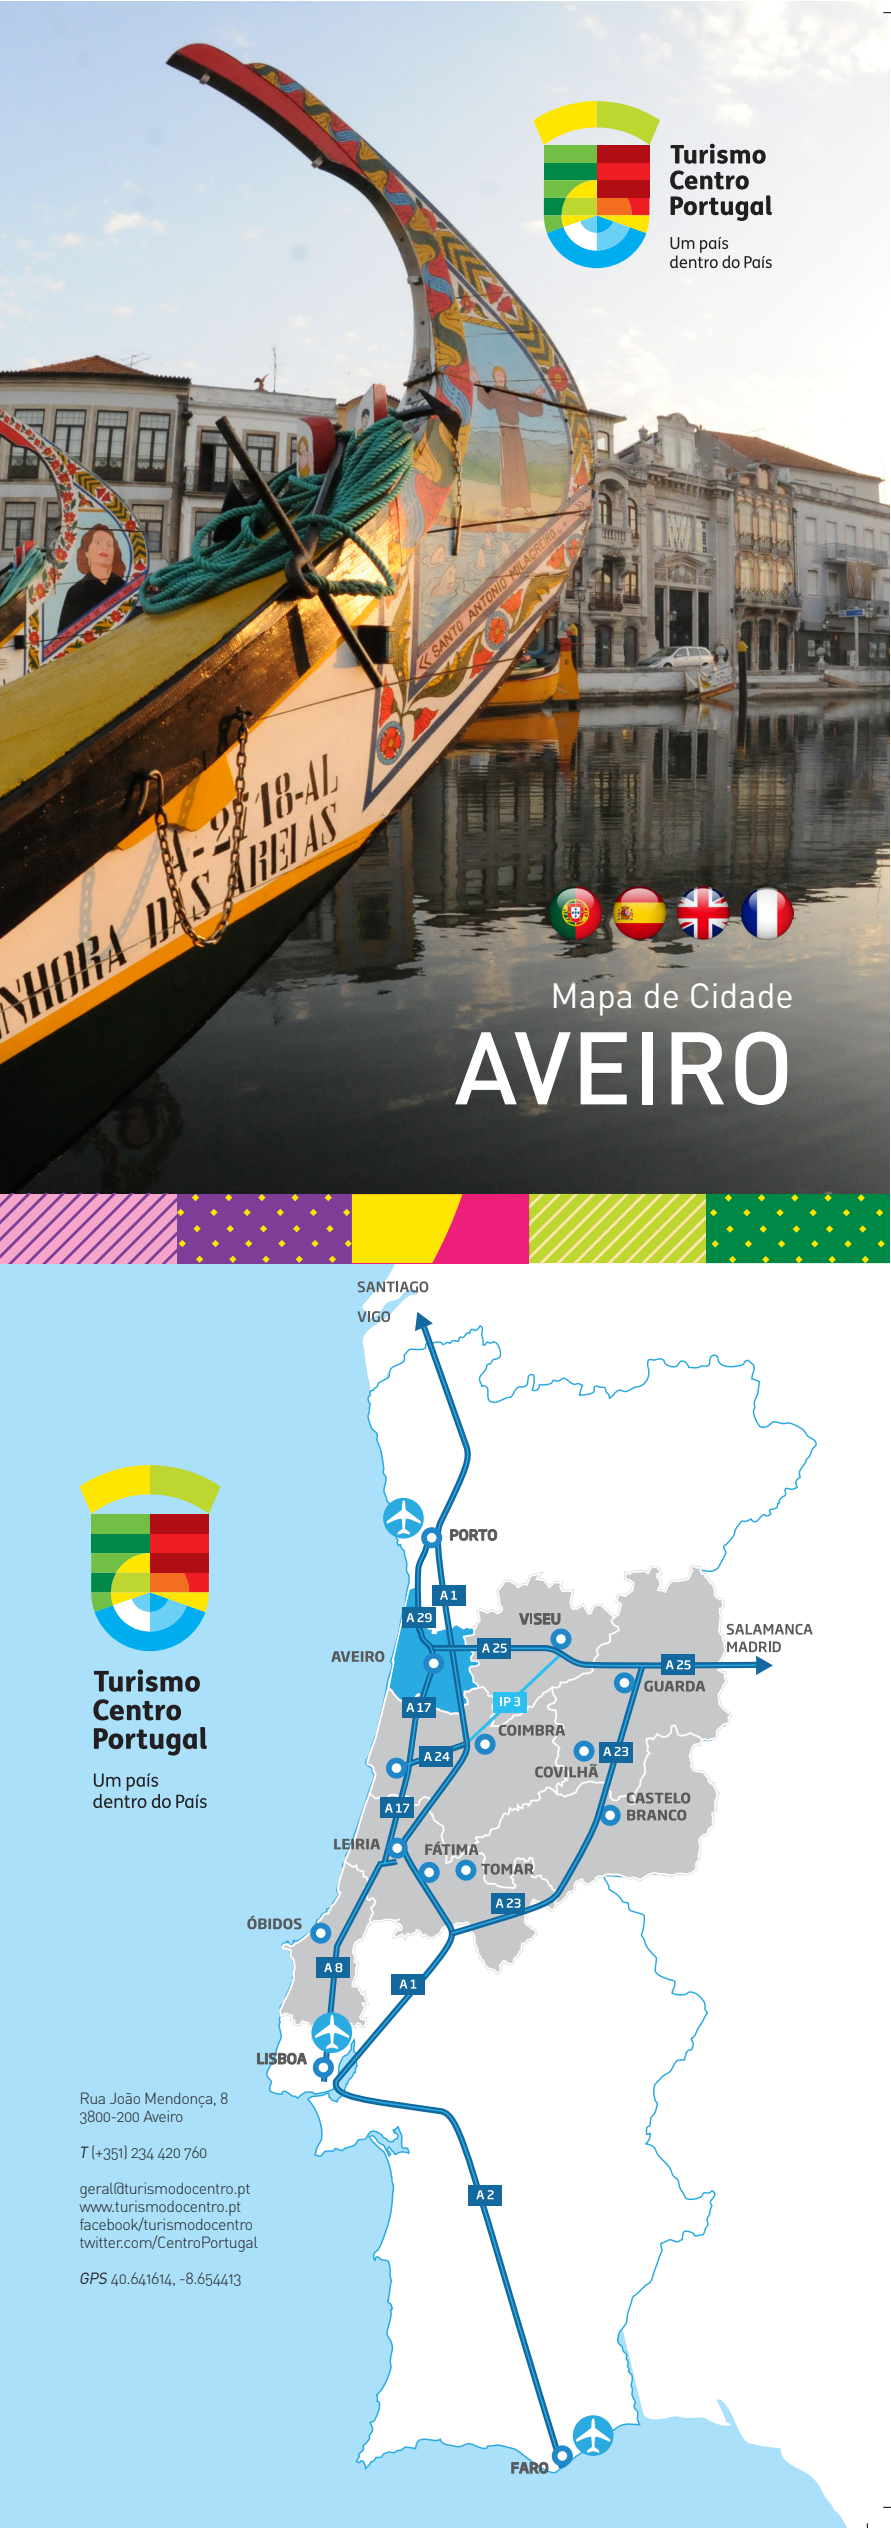 Turismo
Centro
Portugal
Um país
dentro do País
SANTO ANTONIO MILAGREIRO
A-2118-AL
NHORA DAS AREIAS
Mapa de Cidade
AVEIRO
SANTIAGO
VIGO
PORTO
A1
A29
VISEU
SALAMANCA
MADRID
AVEIRO
A25
A25
GUARDA
IP3
A17
COIMBRA
A24
A23
COVILHÃ
CASTELO
BRANCO
A17
LEIRIA
FÁTIMA
TOMAR
A23
ÓBIDOS
A8
A1
LISBOA
A2
FARO
Turismo
Centro
Portugal
Um país
dentro do País
Rua João Mendonça, 8
3800-200 Aveiro
T (+351) 234 420 760
geral@turismodocentro.pt
www.turismodocentro.pt
facebook/turismodocentro
twitter.com/CentroPortugal
GPS 40.641614, -8.654413